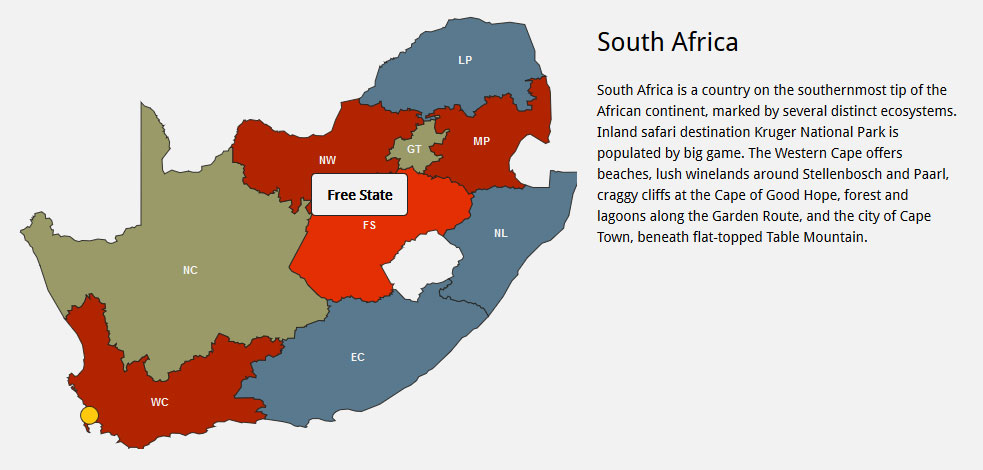 LP
MP
GT
NW
Free State
FS
NL
NC
EC
WC
South Africa
South Africa is a country on the southernmost tip of the
African continent, marked by several distinct ecosystems.
Inland safari destination Kruger National Park is
populated by big game. The Western Cape offers
beaches, lush winelands around Stellenbosch and Paarl,
craggy cliffs at the Cape of Good Hope, forest and
lagoons along the Garden Route, and the city of Cape
Town, beneath flat-topped Table Mountain.